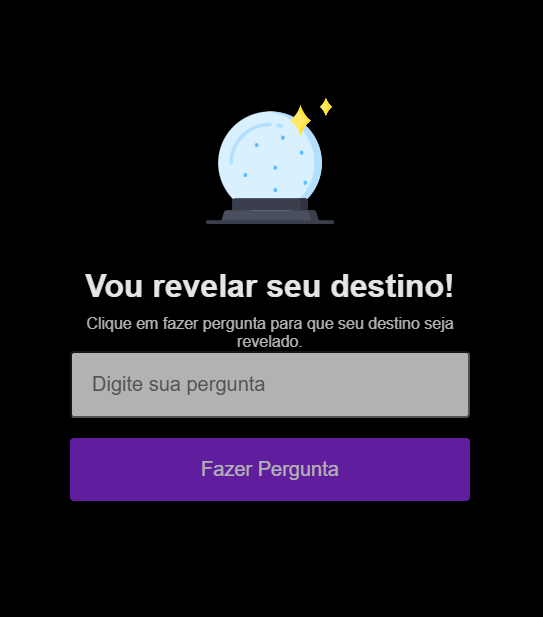 Vou revelar seu destino!
Clique em fazer pergunta para que seu destino seja
revelado.
Digite sua pergunta
Fazer Pergunta